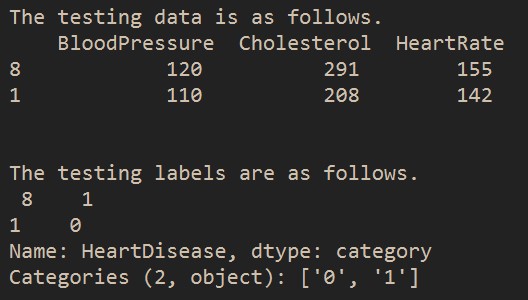 The testing data is as follows.
BloodPressure Cholesterol HeartRate
8 120 291 155
1 110 208 142
The testing labels are as follows.
8 1
1 0
Name: HeartDisease, dtype: category
Categories (2, object): ['0', '1']